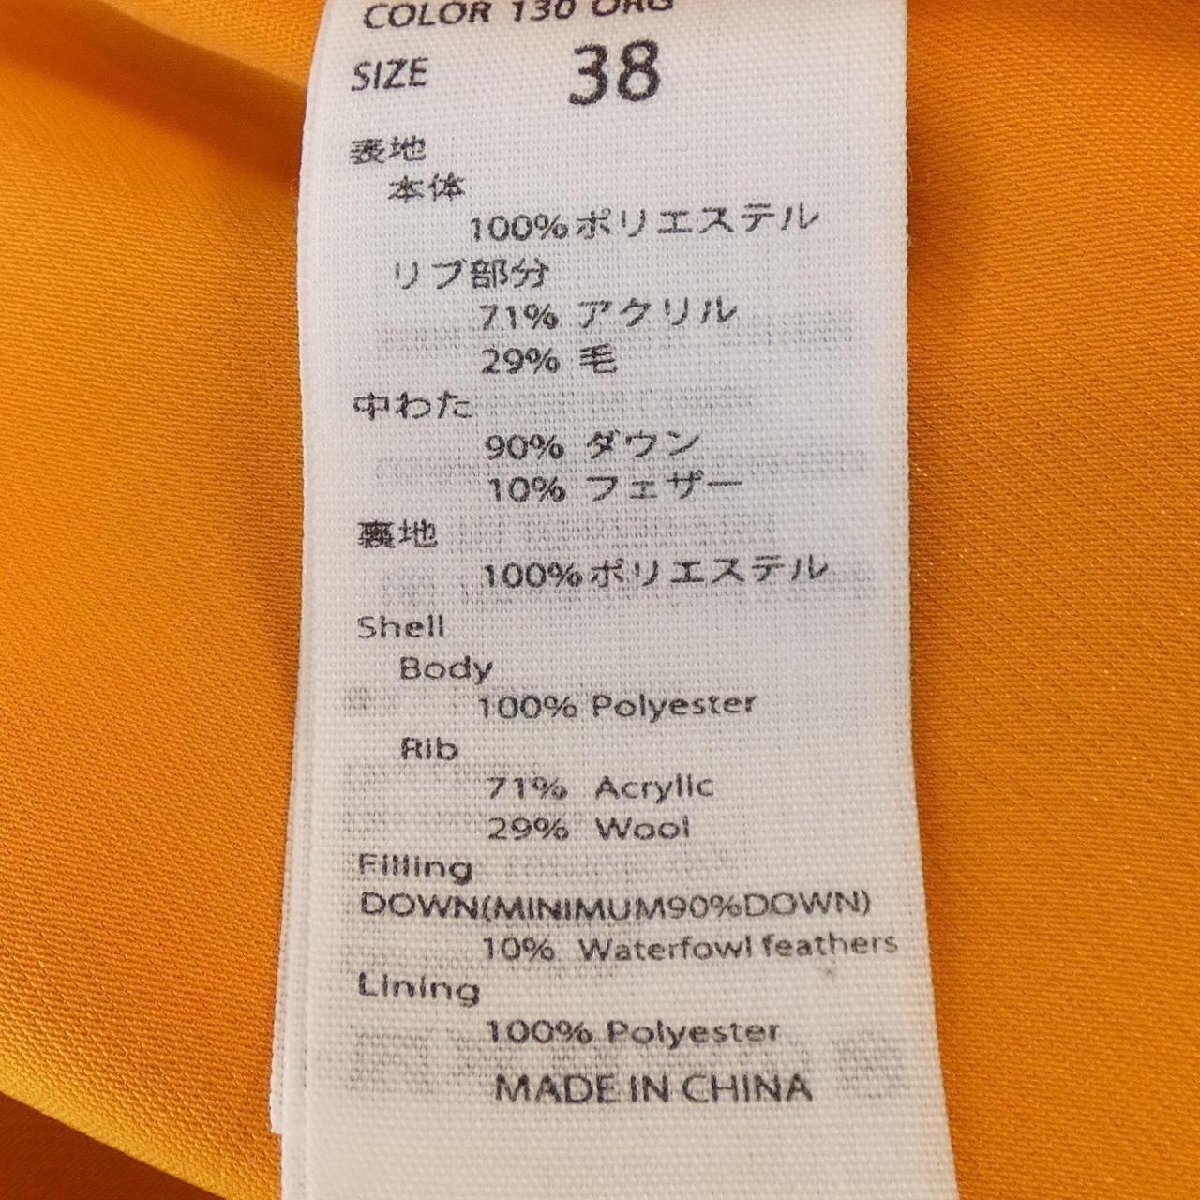 COLOR 130 ORG
SIZE 38
表地
本体
100%ポリエステル
リブ部分
71% アクリル
29% 毛
中わた
90% ダウン
10% フェザー
裏地
100%ポリエステル
Shell
Body
100% Polyester
Rib
71% Acrylic
29% Wool
Filling
DOWN(MINIMUM90%DOWN)
10% Waterfowl feathers
Lining
100% Polyester
MADE IN CHINA